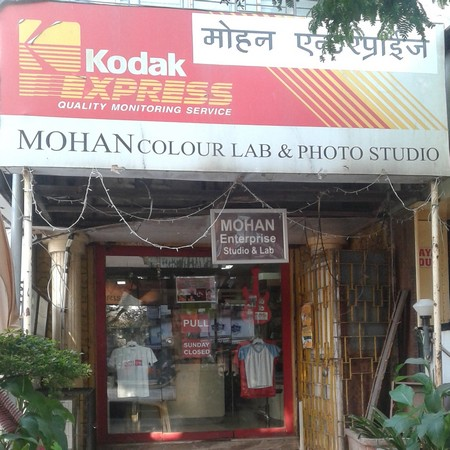 Kodak
EXPRESS
QUALITY MONITORING SERVICE
मोहन एन्टरप्राईज
MOHAN COLOUR LAB & PHOTO STUDIO
MOHAN
Enterprise
Studio & Lab
PULL
SUNDAY
CLOSED